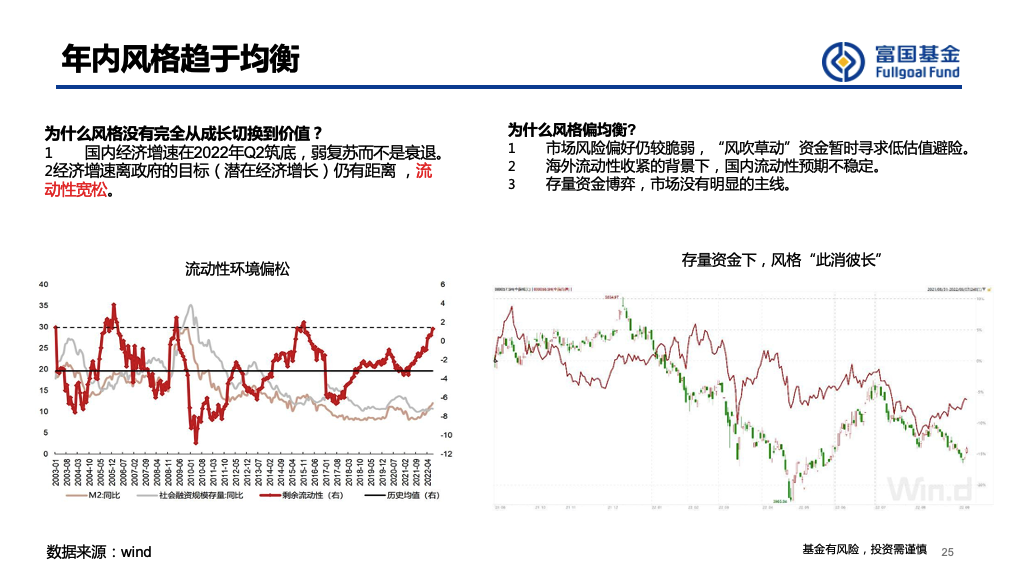 年内风格趋于均衡
富国基金
Fullgoal Fund
为什么风格没有完全从成长切换到价值？
1 国内经济增速在2022年Q2筑底，弱复苏而不是衰退。
2经济增速离政府的目标（潜在经济增长）仍有距离 ，流
动性宽松。
为什么风格偏均衡?
1 市场风险偏好仍较脆弱，“风吹草动”资金暂时寻求低估值避险。
2 海外流动性收紧的背景下，国内流动性预期不稳定。
3 存量资金博弈，市场没有明显的主线。
流动性环境偏松
40
35
30
25
20
15
10
5
0
6
4
2
0
-2
-4
-6
-8
-10
-12
2003-01
2003-08
2004-03
2004-10
2005-05
2005-12
2006-07
2007-02
2007-09
2008-04
2008-11
2009-06
2010-01
2010-08
2011-03
2011-10
2012-05
2012-12
2013-07
2014-02
2014-09
2015-04
2015-11
2016-06
2017-01
2017-08
2018-03
2018-10
2019-05
2019-12
2020-07
2021-02
2021-09
2022-04
M2:同比
社会融资规模存量:同比
剩余流动性（右）
历史均值（右）
存量资金下，风格“此消彼长”
Win.d
数据来源：wind
基金有风险，投资需谨慎
25